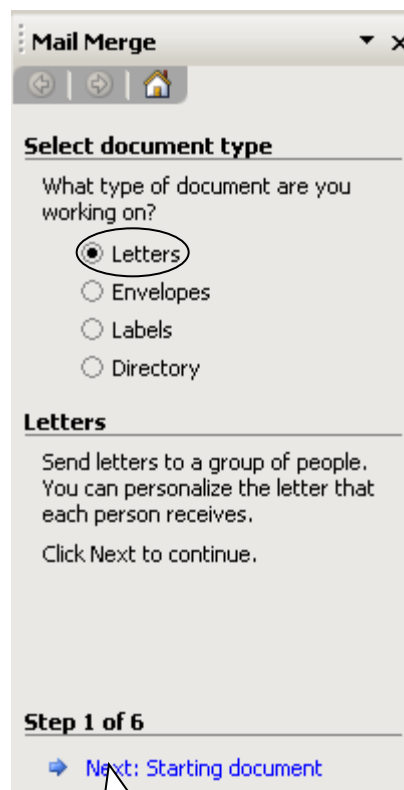 Mail Merge
Select document type
What type of document are you
working on?
Letters
Envelopes
Labels
Directory
Letters
Send letters to a group of people.
You can personalize the letter that
each person receives.
Click Next to continue.
Step 1 of 6
Next: Starting document